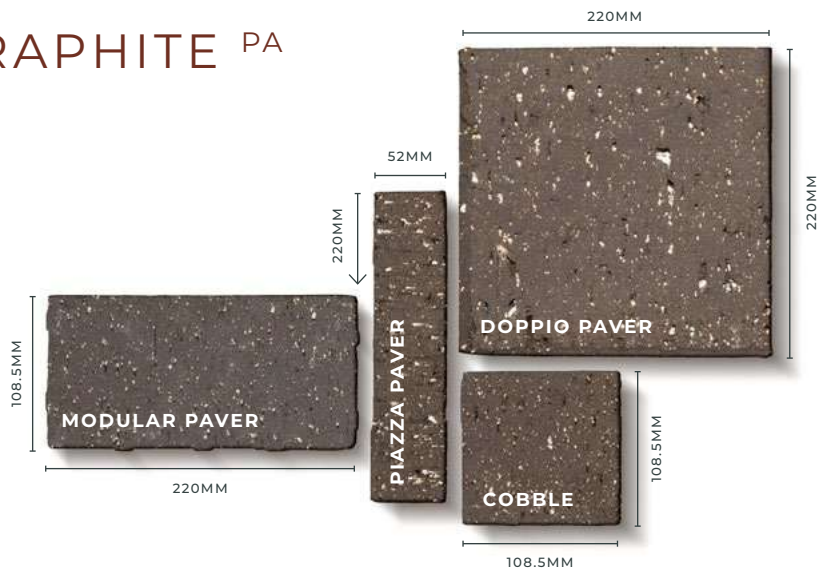 RAPHITE PA
220MM
220MM
52MM
220MM
DOPPIO PAVER
108.5MM
MODULAR PAVER
220MM
PIAZZA PAVER
108.5MM
COBBLE
108.5MM